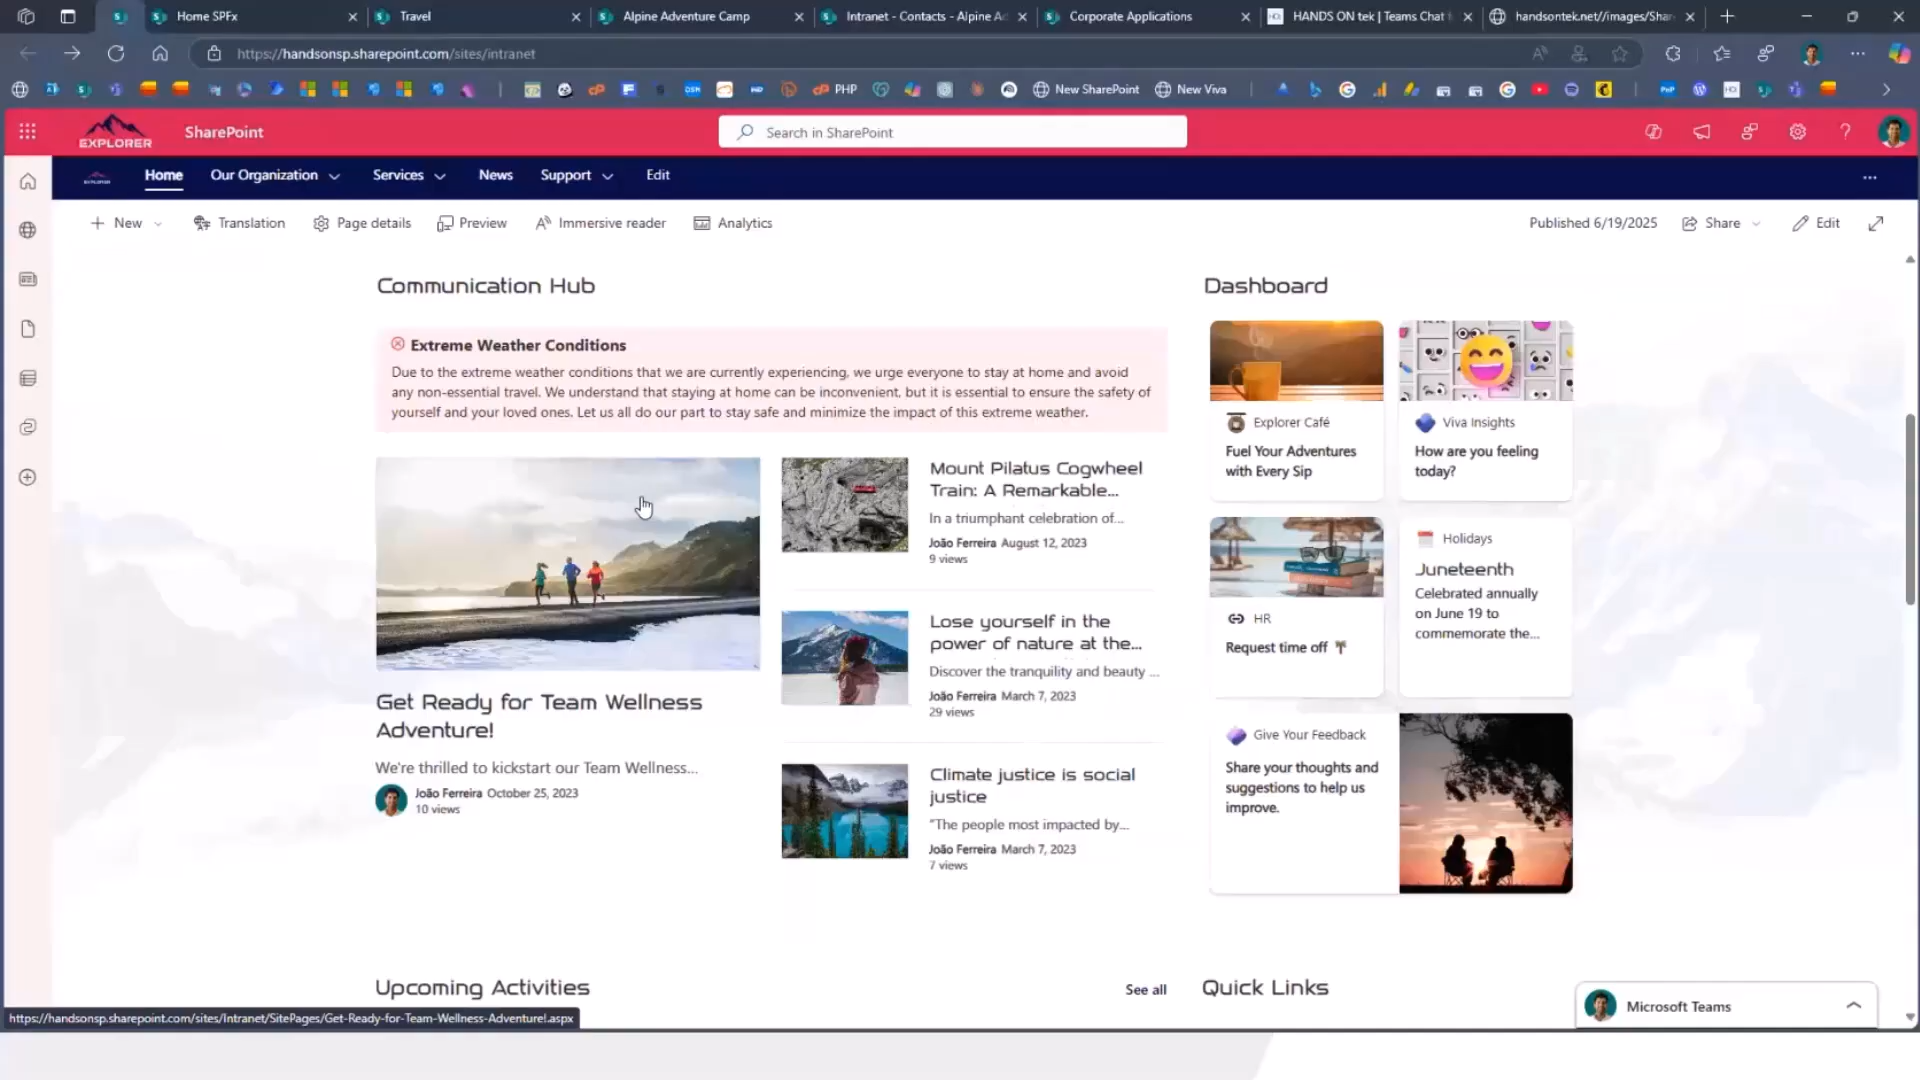 Home SPFx
Travel
Alpine Adventure Camp
Intranet - Contacts - Alpine Ac
Corporate Applications
HANDS ON tek | Teams Chat
handsontek.net//images/Shar
https://handsonsp.sharepoint.com/sites/intranet
PHP
New SharePoint
New Viva
EXPLORER
SharePoint
Search in SharePoint
Home
Our Organization
Services
News
Support
Edit
New
Translation
Page details
Preview
Immersive reader
Analytics
Published 6/19/2025
Share
Edit
Communication Hub
Extreme Weather Conditions
Due to the extreme weather conditions that we are currently experiencing, we urge everyone to stay at home and avoid
any non-essential travel. We understand that staying at home can be inconvenient, but it is essential to ensure the safety of
yourself and your loved ones. Let us all do our part to stay safe and minimize the impact of this extreme weather.
Get Ready for Team Wellness
Adventure!
We're thrilled to kickstart our Team Wellness...
João Ferreira October 25, 2023
10 views
Mount Pilatus Cogwheel
Train: A Remarkable...
In a triumphant celebration of...
João Ferreira August 12, 2023
9 views
Lose yourself in the
power of nature at the...
Discover the tranquility and beauty ...
João Ferreira March 7, 2023
29 views
Climate justice is social
justice
"The people most impacted by...
João Ferreira March 7, 2023
7 views
Dashboard
Explorer Café
Fuel Your Adventures
with Every Sip
Viva Insights
How are you feeling
today?
HR
Request time off
Holidays
Juneteenth
Celebrated annually
on June 19 to
commemorate the...
Give Your Feedback
Share your thoughts and
suggestions to help us
improve.
Upcoming Activities
See all
Quick Links
Microsoft Teams
https://handsonsp.sharepoint.com/sites/Intranet/SitePages/Get-Ready-for-Team-Wellness-Adventure!.aspx